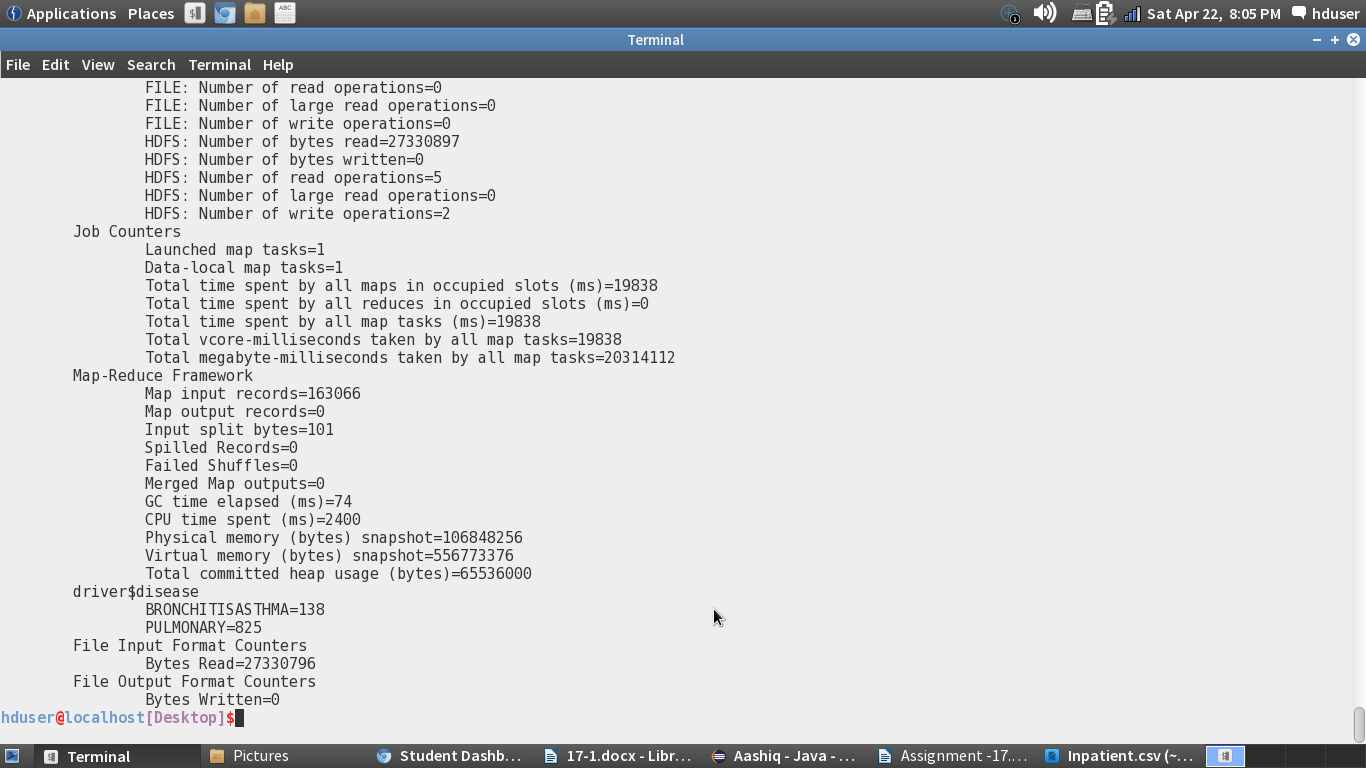 Applications Places Sat Apr 22, 8:05 PM hduser
Terminal
File Edit View Search Terminal Help
FILE: Number of read operations=0
FILE: Number of large read operations=0
FILE: Number of write operations=0
HDFS: Number of bytes read=27330897
HDFS: Number of bytes written=0
HDFS: Number of read operations=5
HDFS: Number of large read operations=0
HDFS: Number of write operations=2
Job Counters
Launched map tasks=1
Data-local map tasks=1
Total time spent by all maps in occupied slots (ms)=19838
Total time spent by all reduces in occupied slots (ms)=0
Total time spent by all map tasks (ms)=19838
Total vcore-milliseconds taken by all map tasks=19838
Total megabyte-milliseconds taken by all map tasks=20314112
Map-Reduce Framework
Map input records=163066
Map output records=0
Input split bytes=101
Spilled Records=0
Failed Shuffles=0
Merged Map outputs=0
GC time elapsed (ms)=74
CPU time spent (ms)=2400
Physical memory (bytes) snapshot=106848256
Virtual memory (bytes) snapshot=556773376
Total committed heap usage (bytes)=65536000
driver$disease
BRONCHITISASTHMA=138
PULMONARY=825
File Input Format Counters
Bytes Read=27330796
File Output Format Counters
Bytes Written=0
hduser@localhost[Desktop]$
Terminal Pictures Student Dashb... 17-1.docx - Libr... Aashiq - Java - ... Assignment -17.... Inpatient.csv (~...